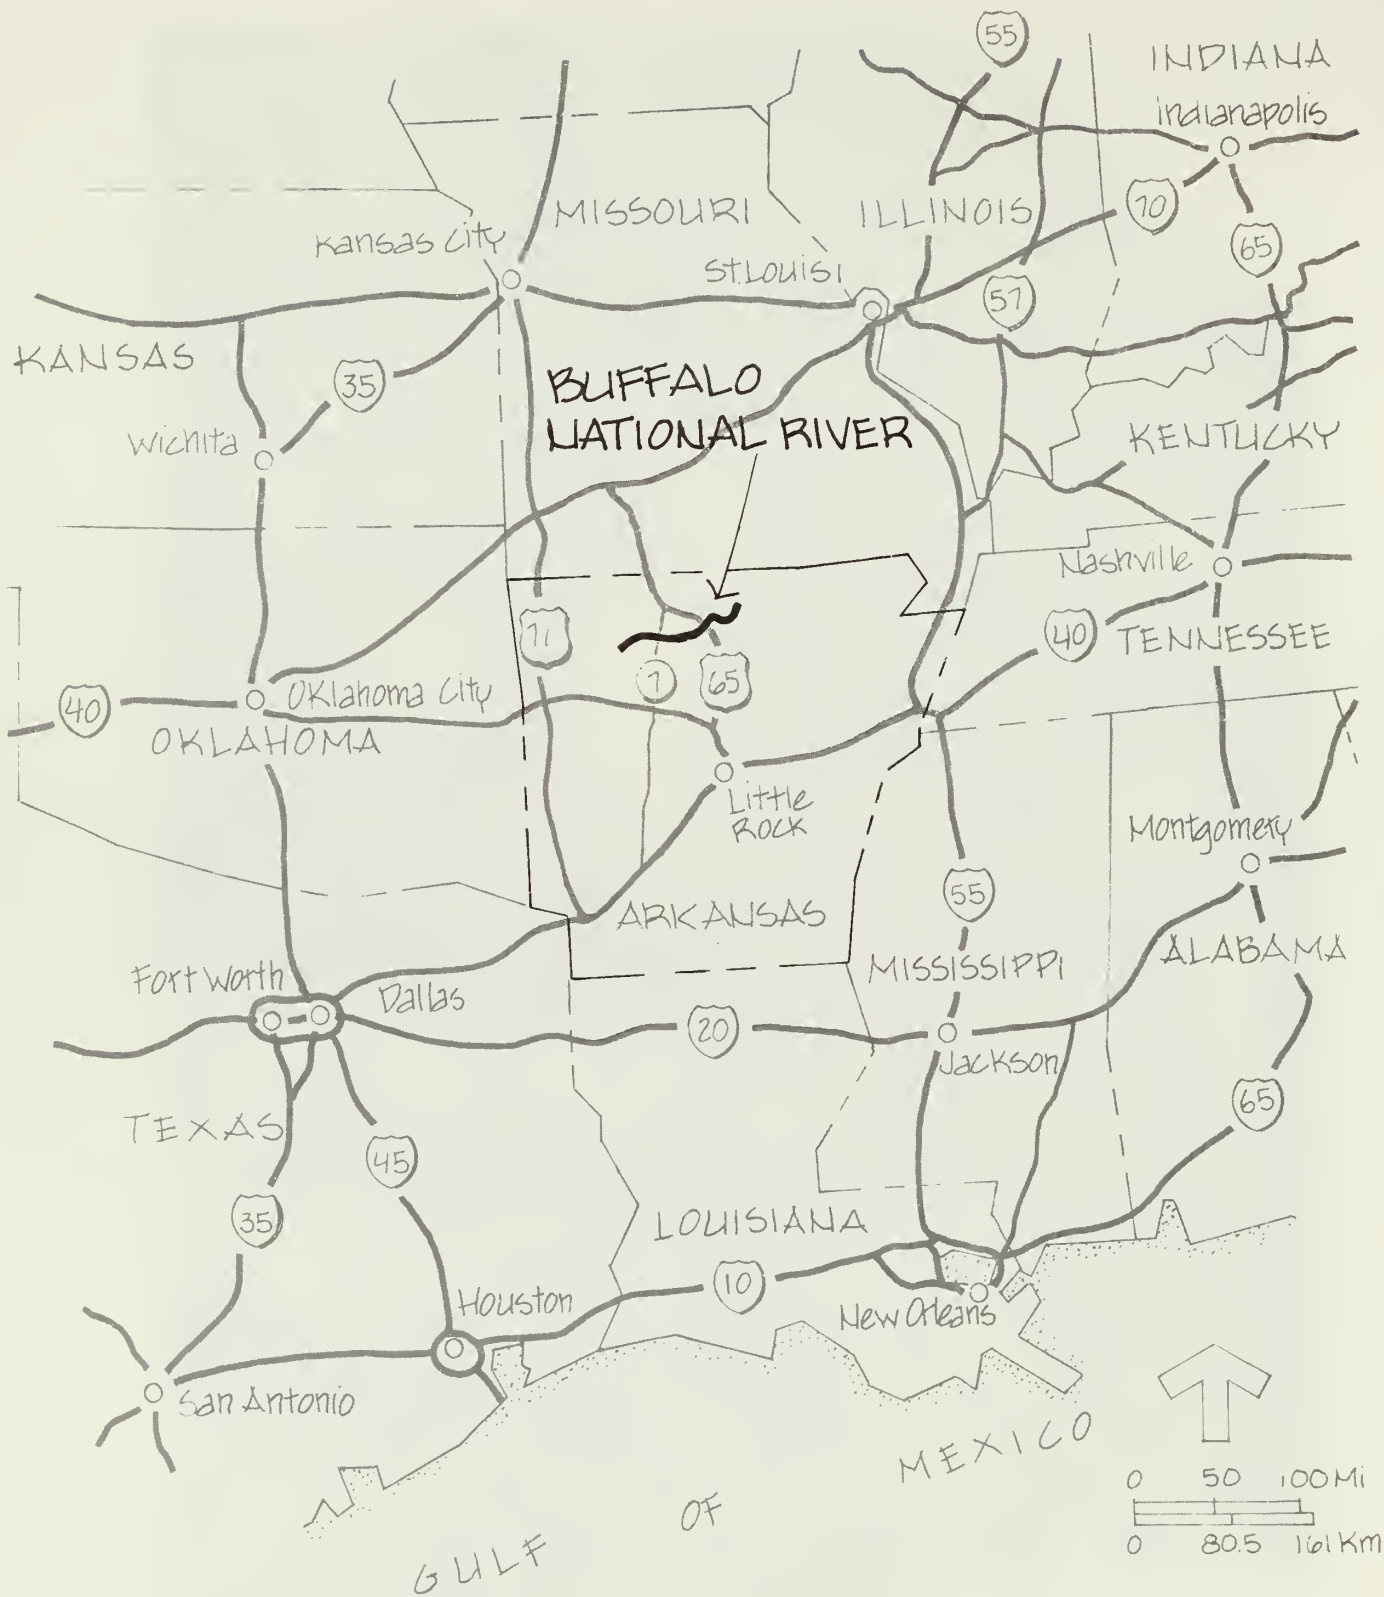 55
INDIANA
indianapolis
MISSOURI
ILLINOIS
70
Kansas City
St.Louis
65
57
KANSAS
35
BUFFALO
NATIONAL RIVER
Wichita
KENTUCKY
Nashville
71
40
TENNESSEE
7
65
40
Oklahoma City
OKLAHOMA
Little
Rock
Montgomery
55
ARKANSAS
ALABAMA
Fort Worth
Dallas
MISSISSIPPI
20
Jackson
TEXAS
45
65
35
LOUISIANA
10
Houston
New Orleans
San Antonio
GULF OF MEXICO
0 50 100 Mi
0 80.5 161 Km